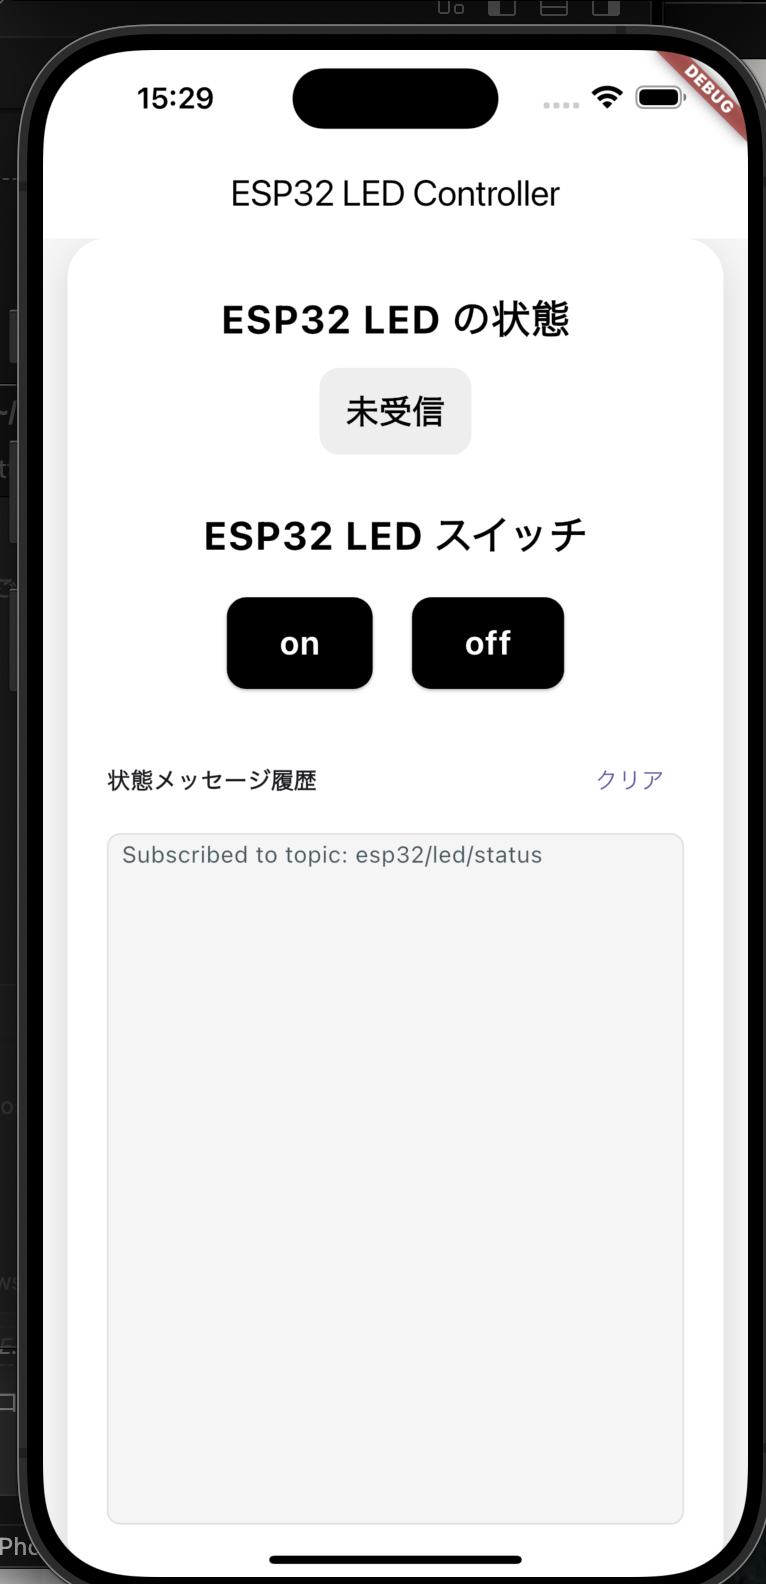 15:29
DEBUG
ESP32 LED Controller
ESP32 LED の状態
未受信
ESP32 LED スイッチ
on off
状態メッセージ履歴 クリア
Subscribed to topic: esp32/led/status